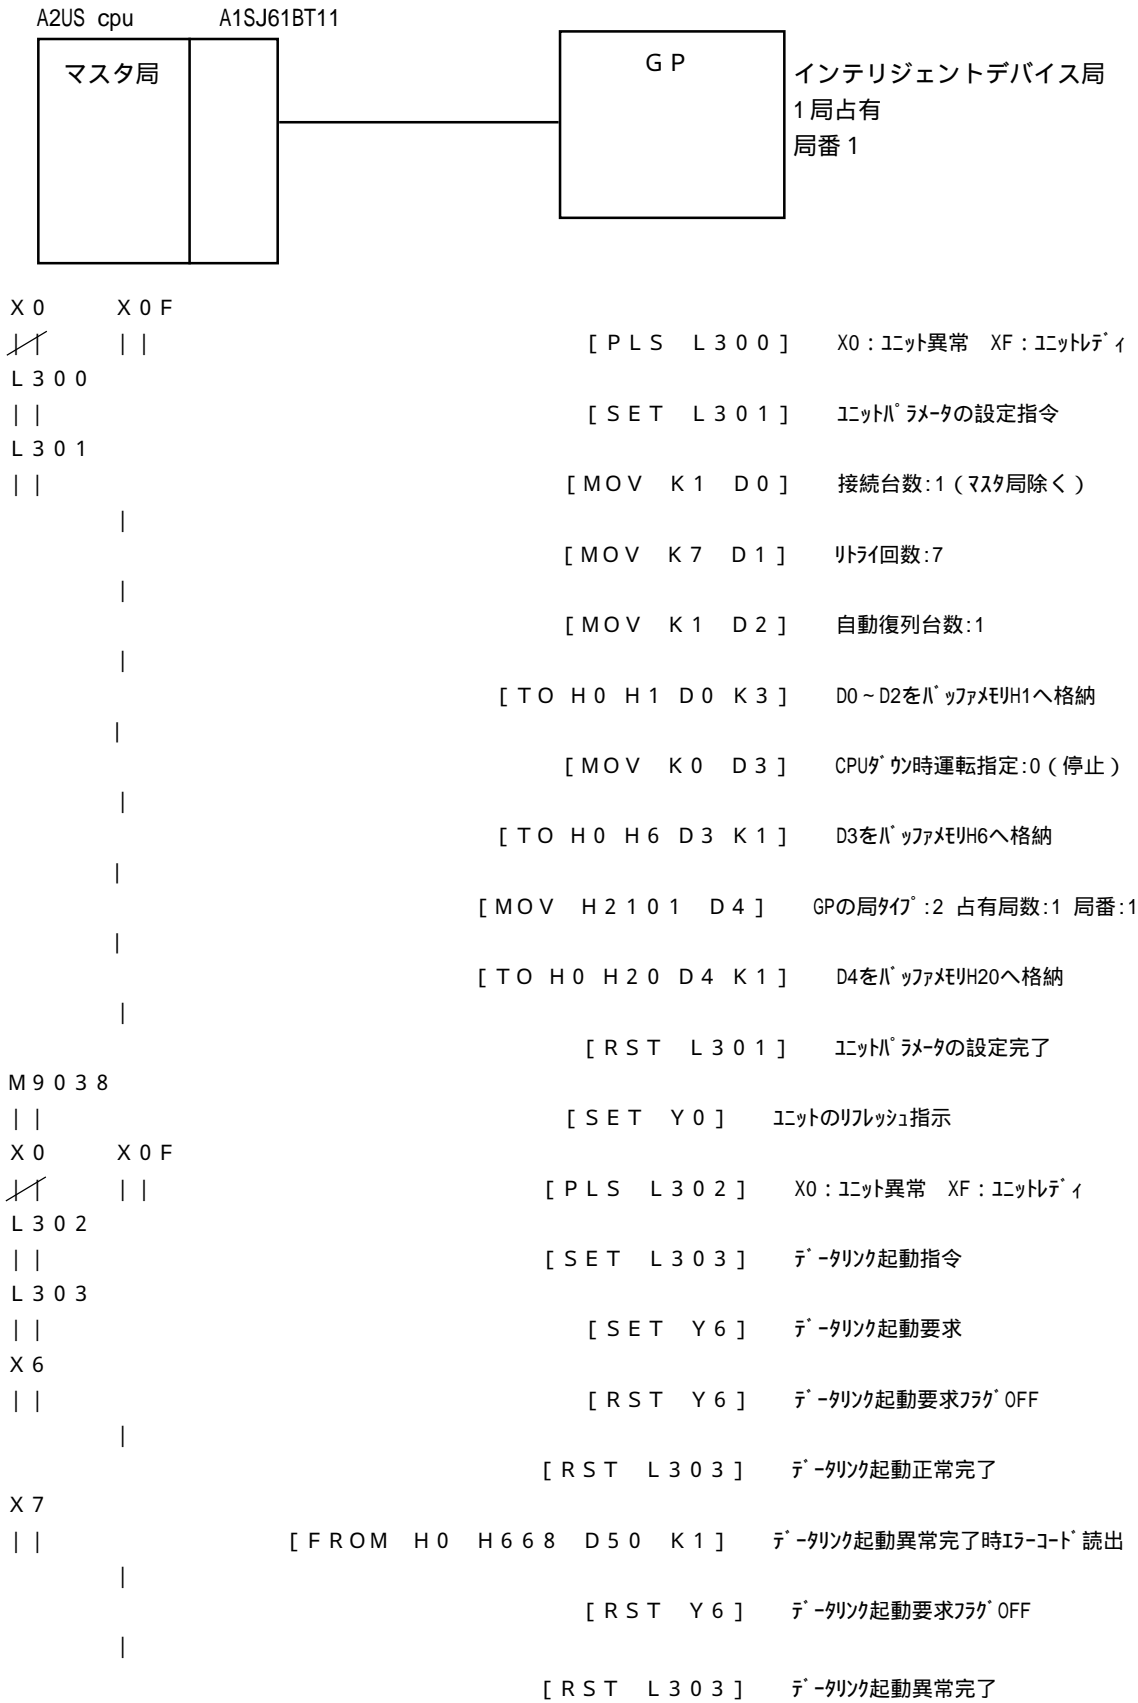 A2US cpu　A1SJ61BT11
マスタ局
ＧＰ
インテリジェントデバイス局
1局占有
局番１
Ｘ０　Ｘ０Ｆ
［ＰＬＳ　Ｌ３００］　X0：ﾕﾆｯﾄ異常　XF：ﾕﾆｯﾄﾚﾃﾞｨ
Ｌ３００
｜｜　［ＳＥＴ　Ｌ３０１］　ﾕﾆｯﾄﾊﾟﾗﾒｰﾀの設定指令
Ｌ３０１
｜｜　［ＭＯＶ　Ｋ１　Ｄ０］　接続台数:1（ﾏｽﾀ局除く）
｜
［ＭＯＶ　Ｋ７　Ｄ１］　ﾘﾄﾗｲ回数:7
｜
［ＭＯＶ　Ｋ１　Ｄ２］　自動復列台数:1
｜
［ＴＯ Ｈ０ Ｈ１ Ｄ０ Ｋ３］　D0～D2をﾊﾞｯﾌｧﾒﾓﾘH1へ格納
｜
［ＭＯＶ　Ｋ０　Ｄ３］　CPUﾀﾞｳﾝ時運転指定:0（停止）
｜
［ＴＯ Ｈ０ Ｈ６ Ｄ３ Ｋ１］　D3をﾊﾞｯﾌｧﾒﾓﾘH6へ格納
｜
［ＭＯＶ　Ｈ２１０１　Ｄ４］　GPの局ﾀｲﾌﾟ:2 占有局数:1 局番:1
｜
［ＴＯ Ｈ０ Ｈ２０ Ｄ４ Ｋ１］　D4をﾊﾞｯﾌｧﾒﾓﾘH20へ格納
｜
［ＲＳＴ　Ｌ３０１］　ﾕﾆｯﾄﾊﾟﾗﾒｰﾀの設定完了
Ｍ９０３８
｜｜　［ＳＥＴ　Ｙ０］　ﾕﾆｯﾄのﾘﾌﾚｯｼｭ指示
Ｘ０　Ｘ０Ｆ
［ＰＬＳ　Ｌ３０２］　X0：ﾕﾆｯﾄ異常　XF：ﾕﾆｯﾄﾚﾃﾞｨ
Ｌ３０２
｜｜　［ＳＥＴ　Ｌ３０３］　ﾃﾞｰﾀﾘﾝｸ起動指令
Ｌ３０３
｜｜　［ＳＥＴ　Ｙ６］　ﾃﾞｰﾀﾘﾝｸ起動要求
Ｘ６
｜｜　［ＲＳＴ　Ｙ６］　ﾃﾞｰﾀﾘﾝｸ起動要求ﾌﾗｸﾞOFF
｜
［ＲＳＴ　Ｌ３０３］　ﾃﾞｰﾀﾘﾝｸ起動正常完了
Ｘ７
｜｜　［ＦＲＯＭ　Ｈ０　Ｈ６６８　Ｄ５０　Ｋ１］　ﾃﾞｰﾀﾘﾝｸ起動異常完了時ｴﾗｰｺｰﾄﾞ読出
｜
［ＲＳＴ　Ｙ６］　ﾃﾞｰﾀﾘﾝｸ起動要求ﾌﾗｸﾞOFF
｜
［ＲＳＴ　Ｌ３０３］　ﾃﾞｰﾀﾘﾝｸ起動異常完了